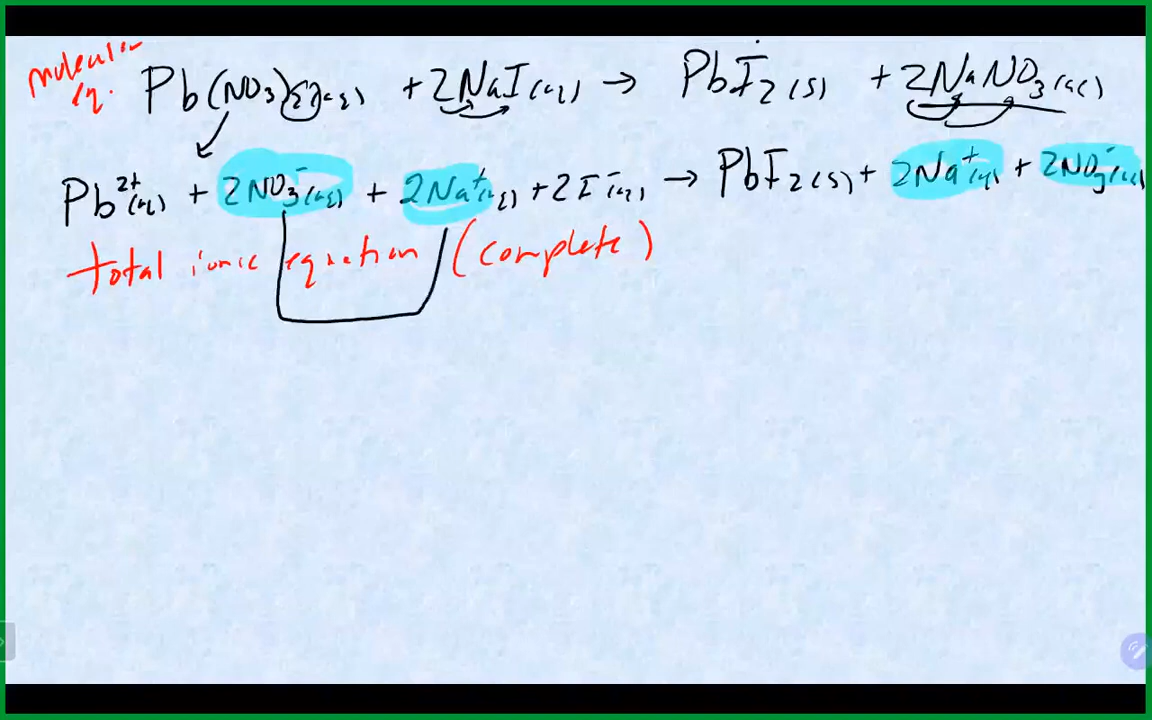 molecular eq.
Pb(NO3)2(aq) + 2NaI(aq) → PbI2(s) + 2NaNO3(aq)
Pb²⁺(aq) + 2NO3⁻(aq) + 2Na⁺(aq) + 2I⁻(aq) → PbI2(s) + 2Na⁺(aq) + 2NO3⁻(aq)
total ionic equation (complete)